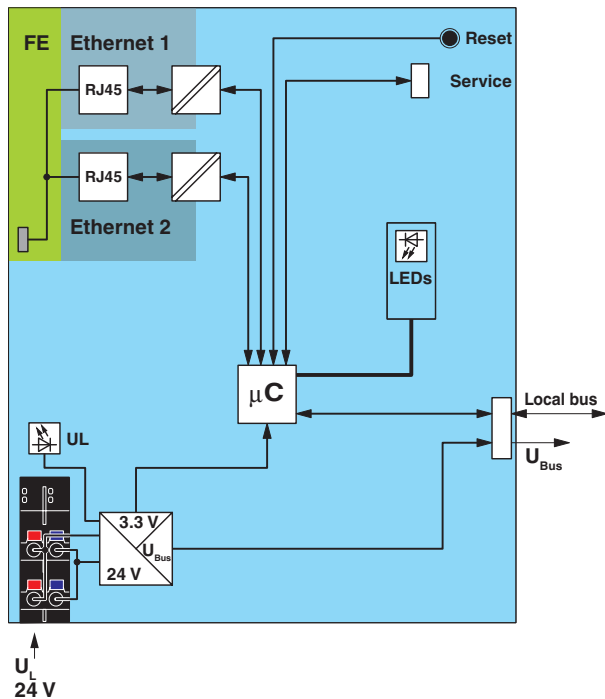 FE
Ethernet 1
Reset
RJ45
Service
RJ45
Ethernet 2
LEDs
µC
Local bus
UL
U Bus
3.3 V
U Bus
24 V
UL
24 V